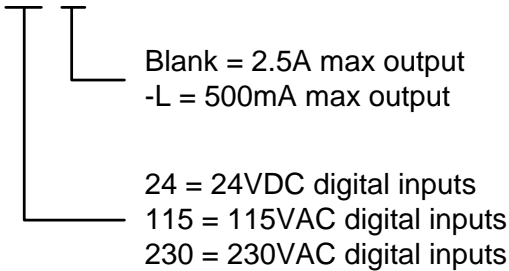 Blank = 2.5A max output
-L = 500mA max output
24 = 24VDC digital inputs
115 = 115VAC digital inputs
230 = 230VAC digital inputs